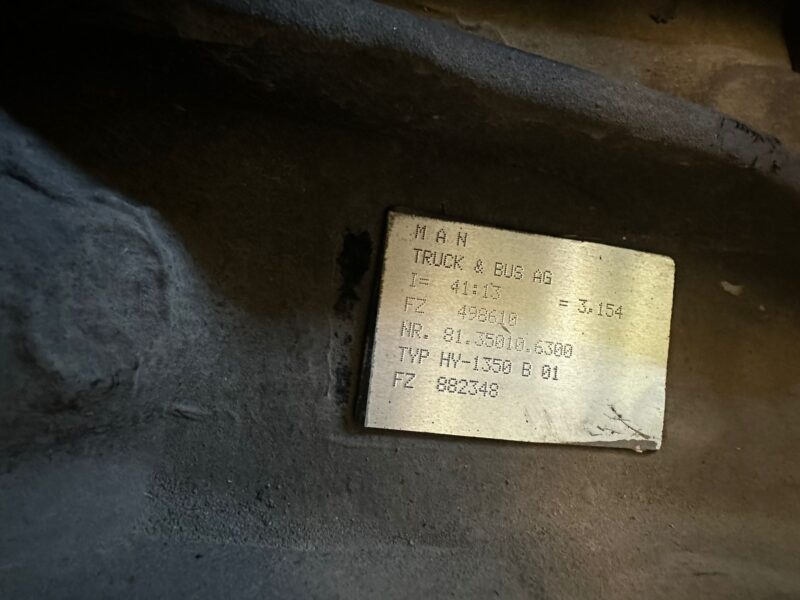 M A N
TRUCK & BUS AG
I= 41:13 = 3,154
FZ 498610
NR. 81.35010.6300
TYP HY-1350 B 01
FZ 882348